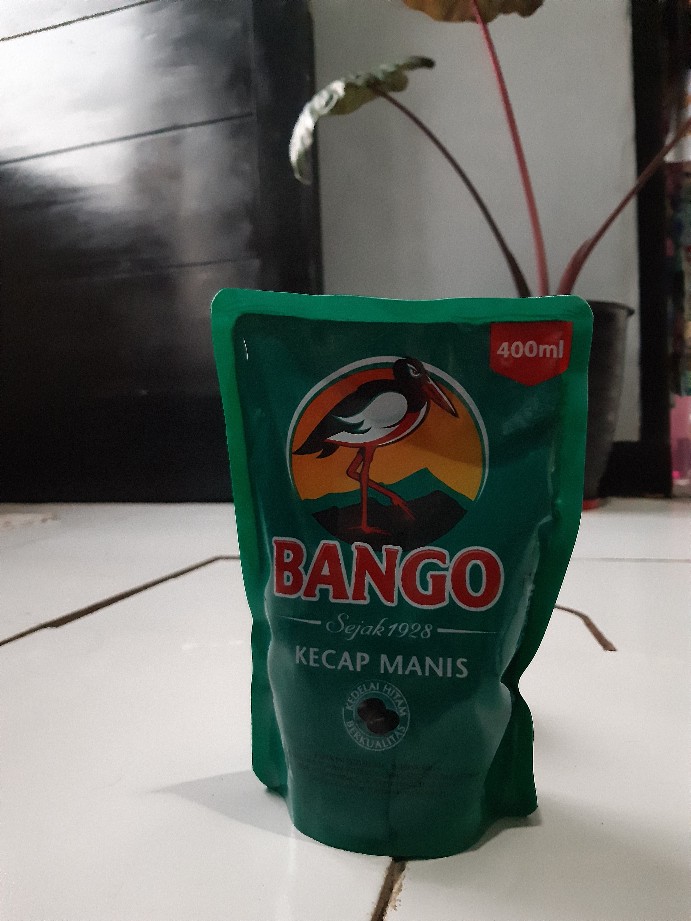 400ml
BANGO
Sejak 1928
KECAP MANIS
KEDELAI HITAM
BERKUALITAS